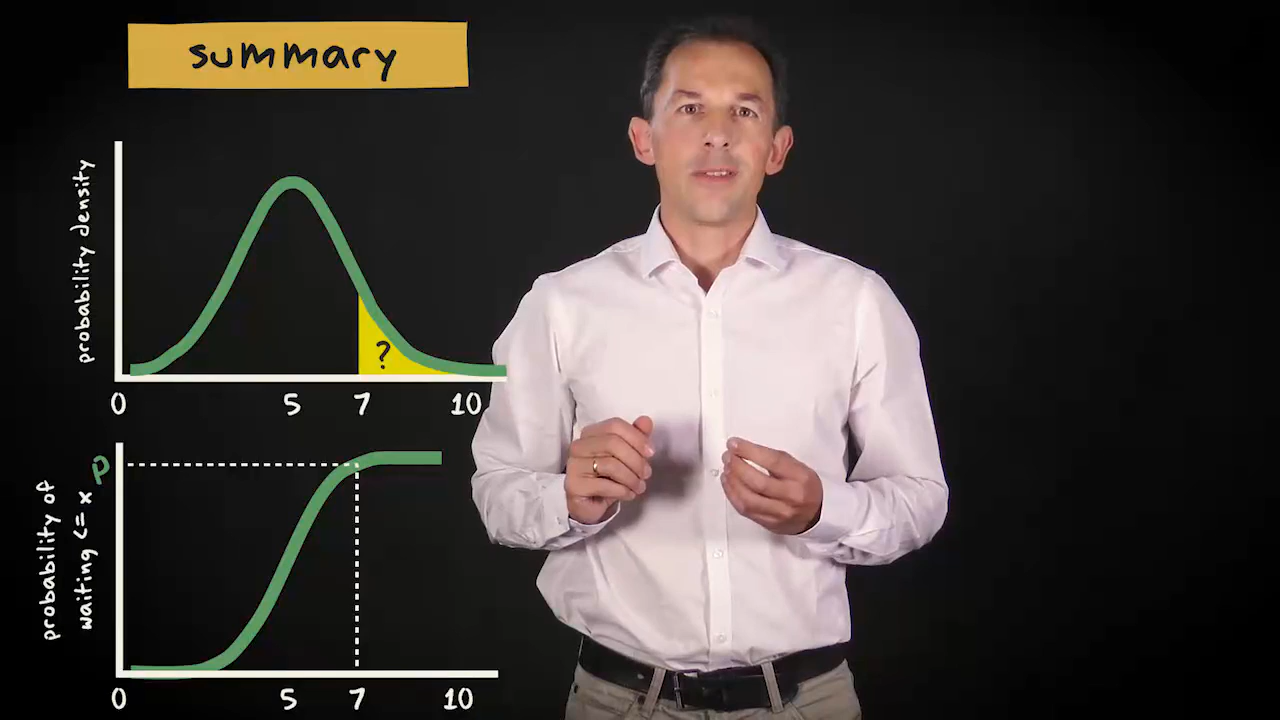 summary
probability density
?
0 5 7 10
p
probability of
waiting <= x
0 5 7 10